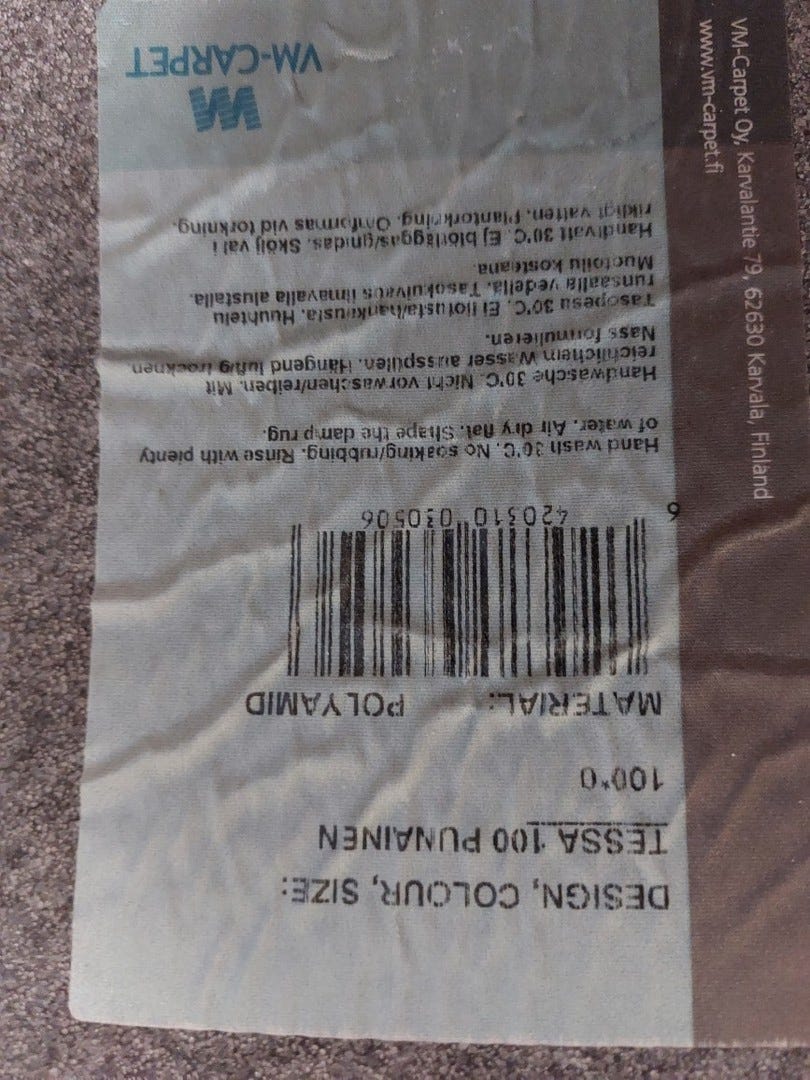 DESIGN, COLOUR, SIZE:
TESSA 100 PUNAINEN
100*0
MATERIAL: POLYAMID
6 420310 030506
Hand wash 30°C. No soaking/rubbing. Rinse with plenty
of water. Air dry flat. Shape the damp rug.
Handwasche 30°C. Nicht vorwaschen/reiben. Mit
reichlichem Wasser ausspülen. Hängend luftig trocknen
Nass formulieren.
Tasopesu 30°C. Ei liotusta/hankausta. Huuhtelu
runsaalla vedellä. Tasokuivatus ilmavalla alustalla.
Muotoilu kosteana.
Handtvätt 30°C. Ej blötläggas/gnidas. Skölj väl i
rikligt vatten. Plantorkning. Omformas vid torkning.
VM-CARPET
VM-Carpet Oy, Karvalantie 79, 62630 Karvala, Finland
www.vm-carpet.fi